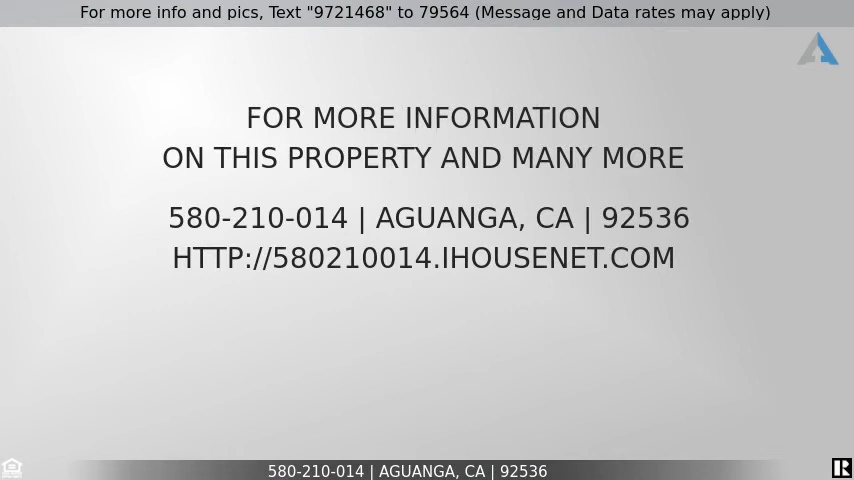 For more info and pics, Text "9721468" to 79564 (Message and Data rates may apply)
FOR MORE INFORMATION
ON THIS PROPERTY AND MANY MORE
580-210-014 | AGUANGA, CA | 92536
HTTP://580210014.IHOUSENET.COM
580-210-014 | AGUANGA, CA | 92536